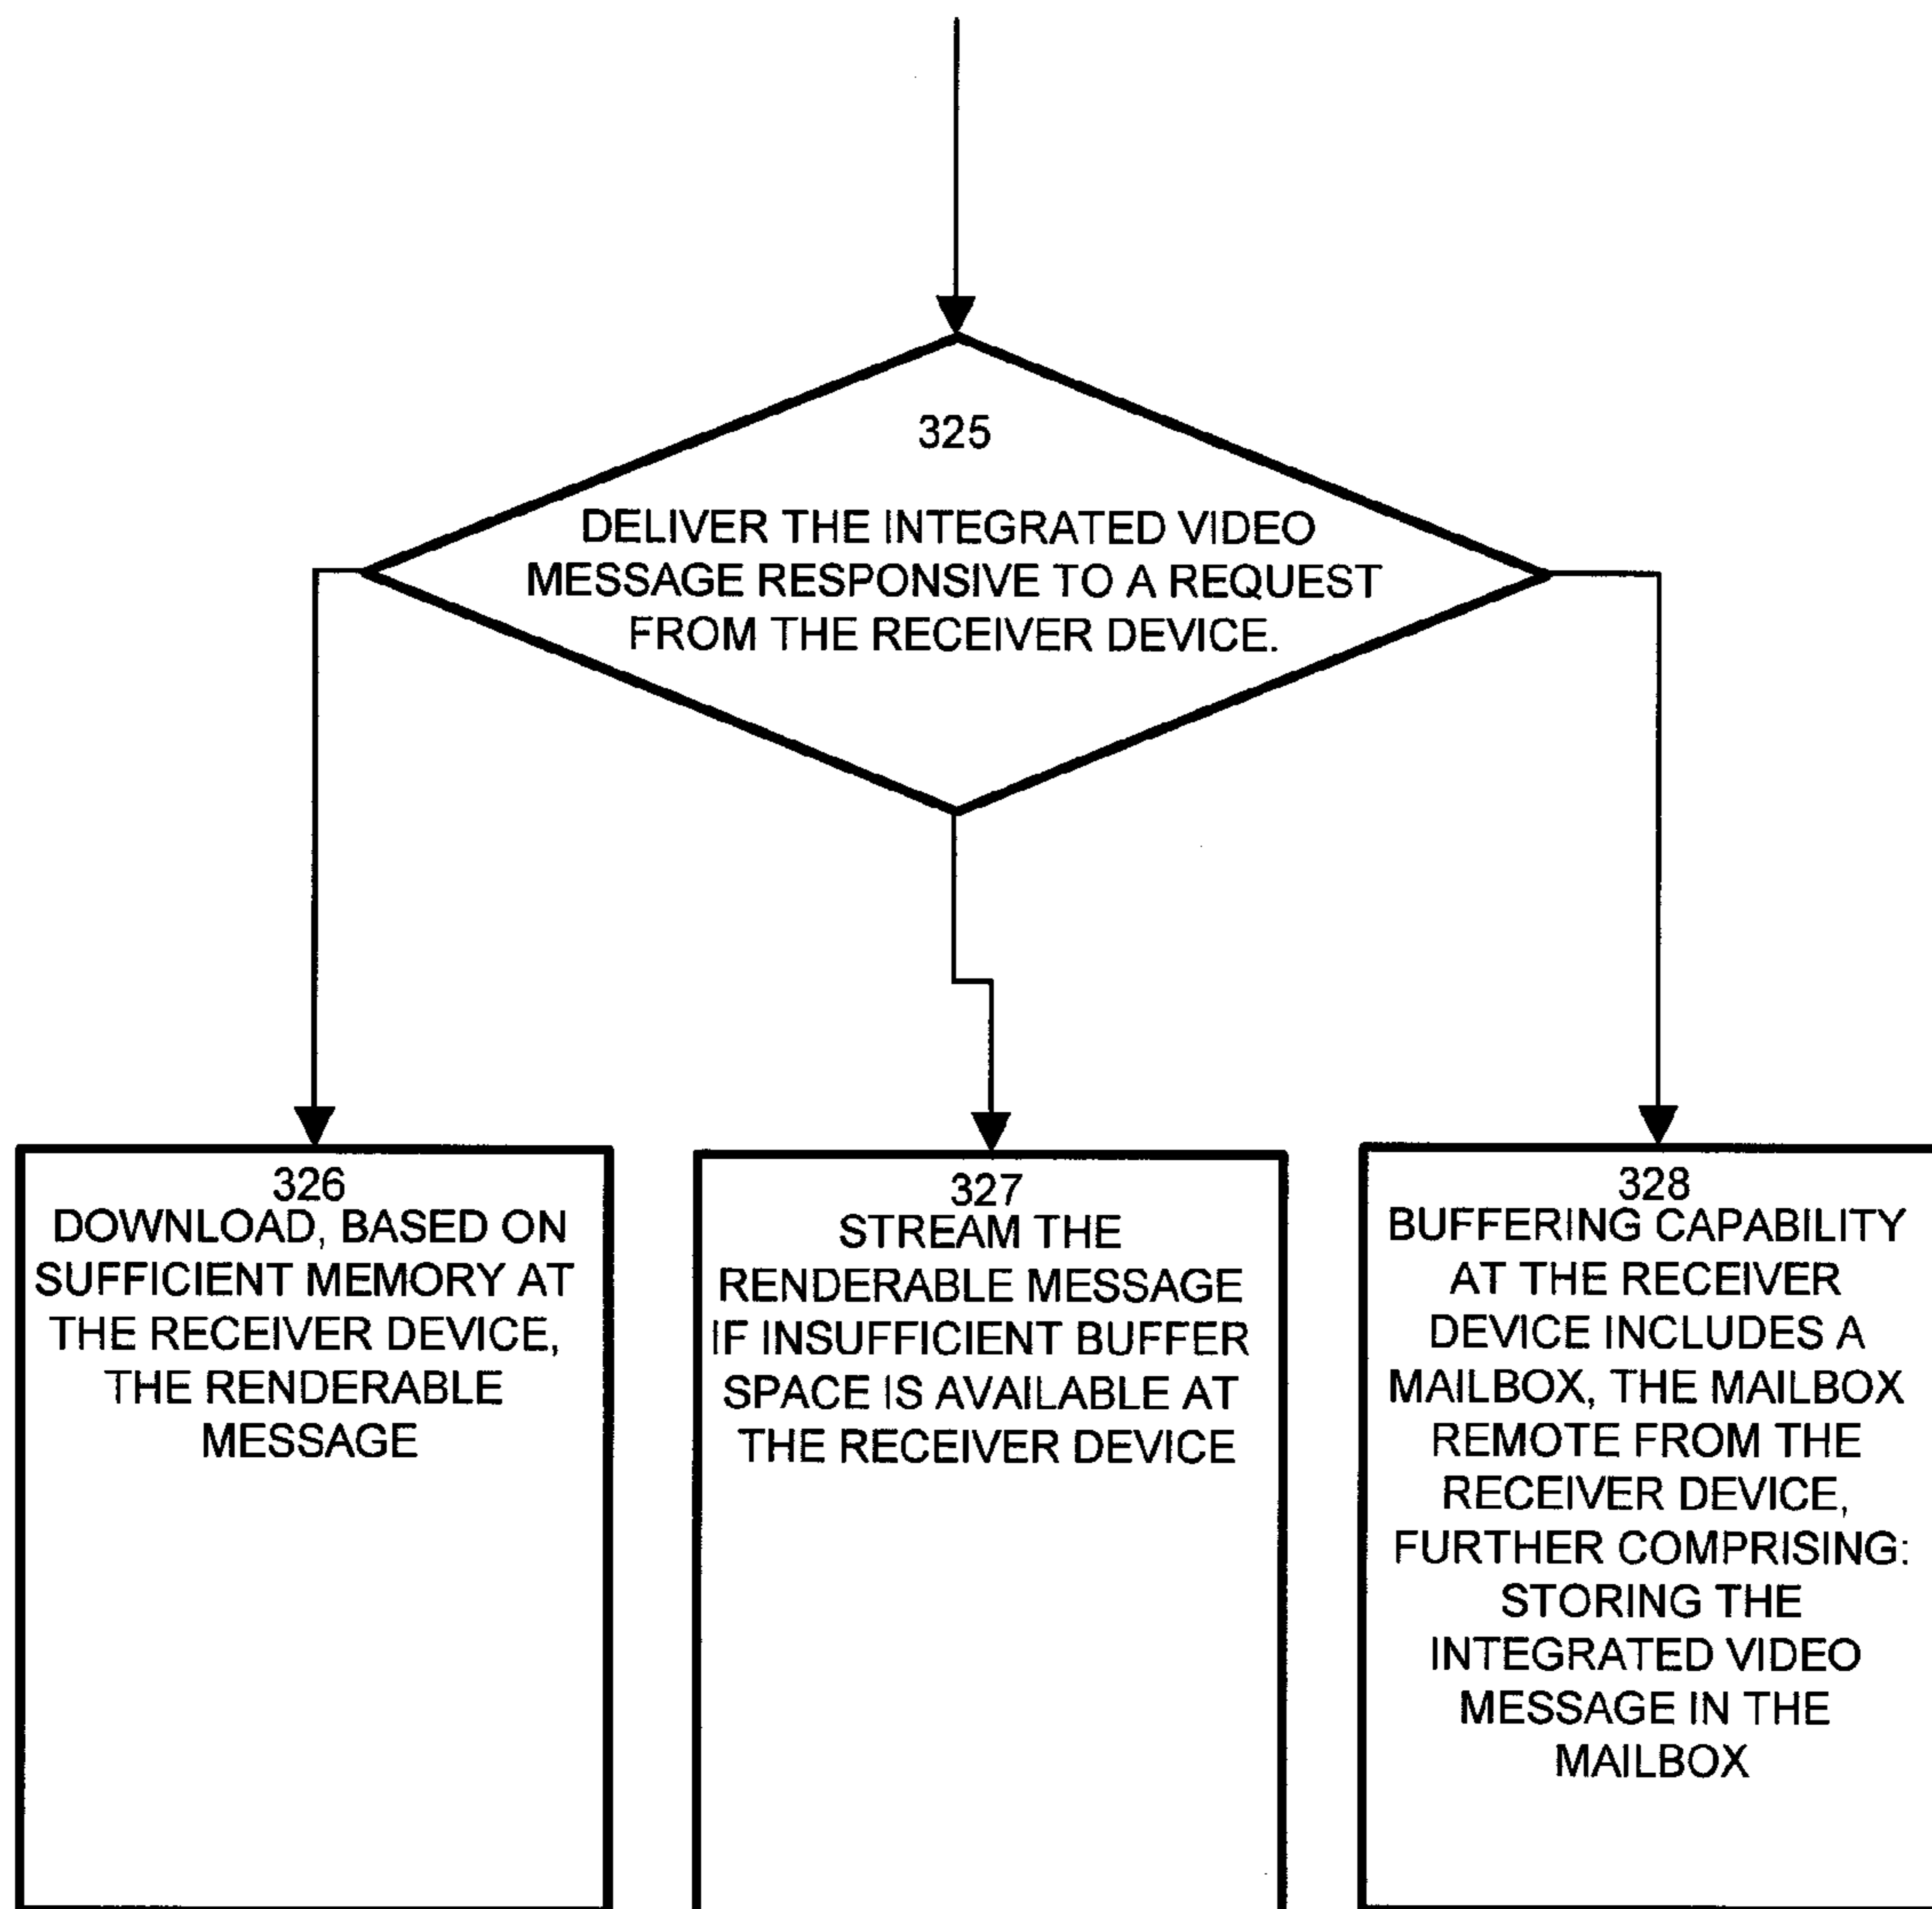 325
DELIVER THE INTEGRATED VIDEO
MESSAGE RESPONSIVE TO A REQUEST
FROM THE RECEIVER DEVICE.
326
DOWNLOAD, BASED ON
SUFFICIENT MEMORY AT
THE RECEIVER DEVICE,
THE RENDERABLE
MESSAGE
327
STREAM THE
RENDERABLE MESSAGE
IF INSUFFICIENT BUFFER
SPACE IS AVAILABLE AT
THE RECEIVER DEVICE
328
BUFFERING CAPABILITY
AT THE RECEIVER
DEVICE INCLUDES A
MAILBOX, THE MAILBOX
REMOTE FROM THE
RECEIVER DEVICE,
FURTHER COMPRISING:
STORING THE
INTEGRATED VIDEO
MESSAGE IN THE
MAILBOX